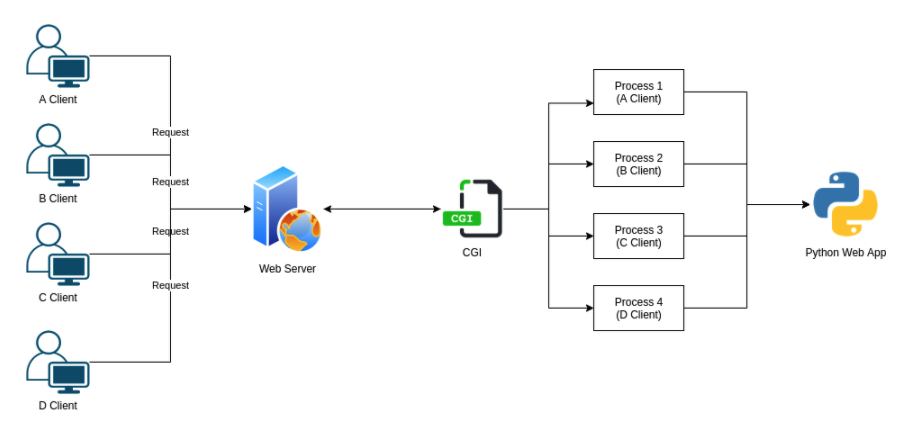 A Client
B Client
C Client
D Client
Request
Request
Request
Request
Web Server
CGI
CGI
Process 1
(A Client)
Process 2
(B Client)
Process 3
(C Client)
Process 4
(D Client)
Python Web App